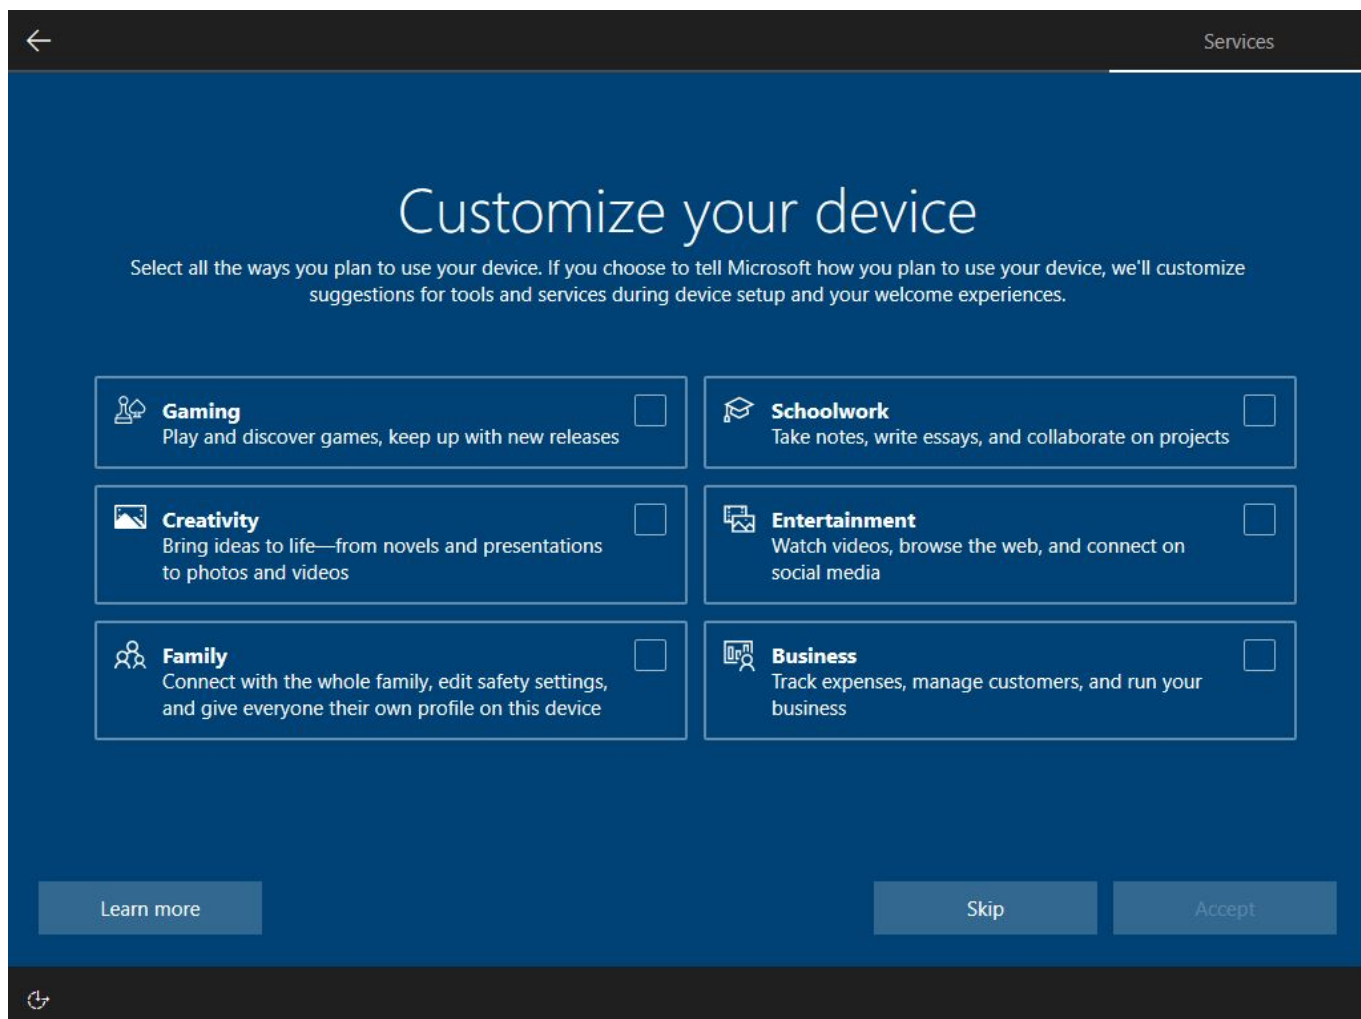 Services
Customize your device
Select all the ways you plan to use your device. If you choose to tell Microsoft how you plan to use your device, we'll customize
suggestions for tools and services during device setup and your welcome experiences.
Gaming
Play and discover games, keep up with new releases
Schoolwork
Take notes, write essays, and collaborate on projects
Creativity
Bring ideas to life—from novels and presentations
to photos and videos
Entertainment
Watch videos, browse the web, and connect on
social media
Family
Connect with the whole family, edit safety settings,
and give everyone their own profile on this device
Business
Track expenses, manage customers, and run your
business
Learn more
Skip
Accept